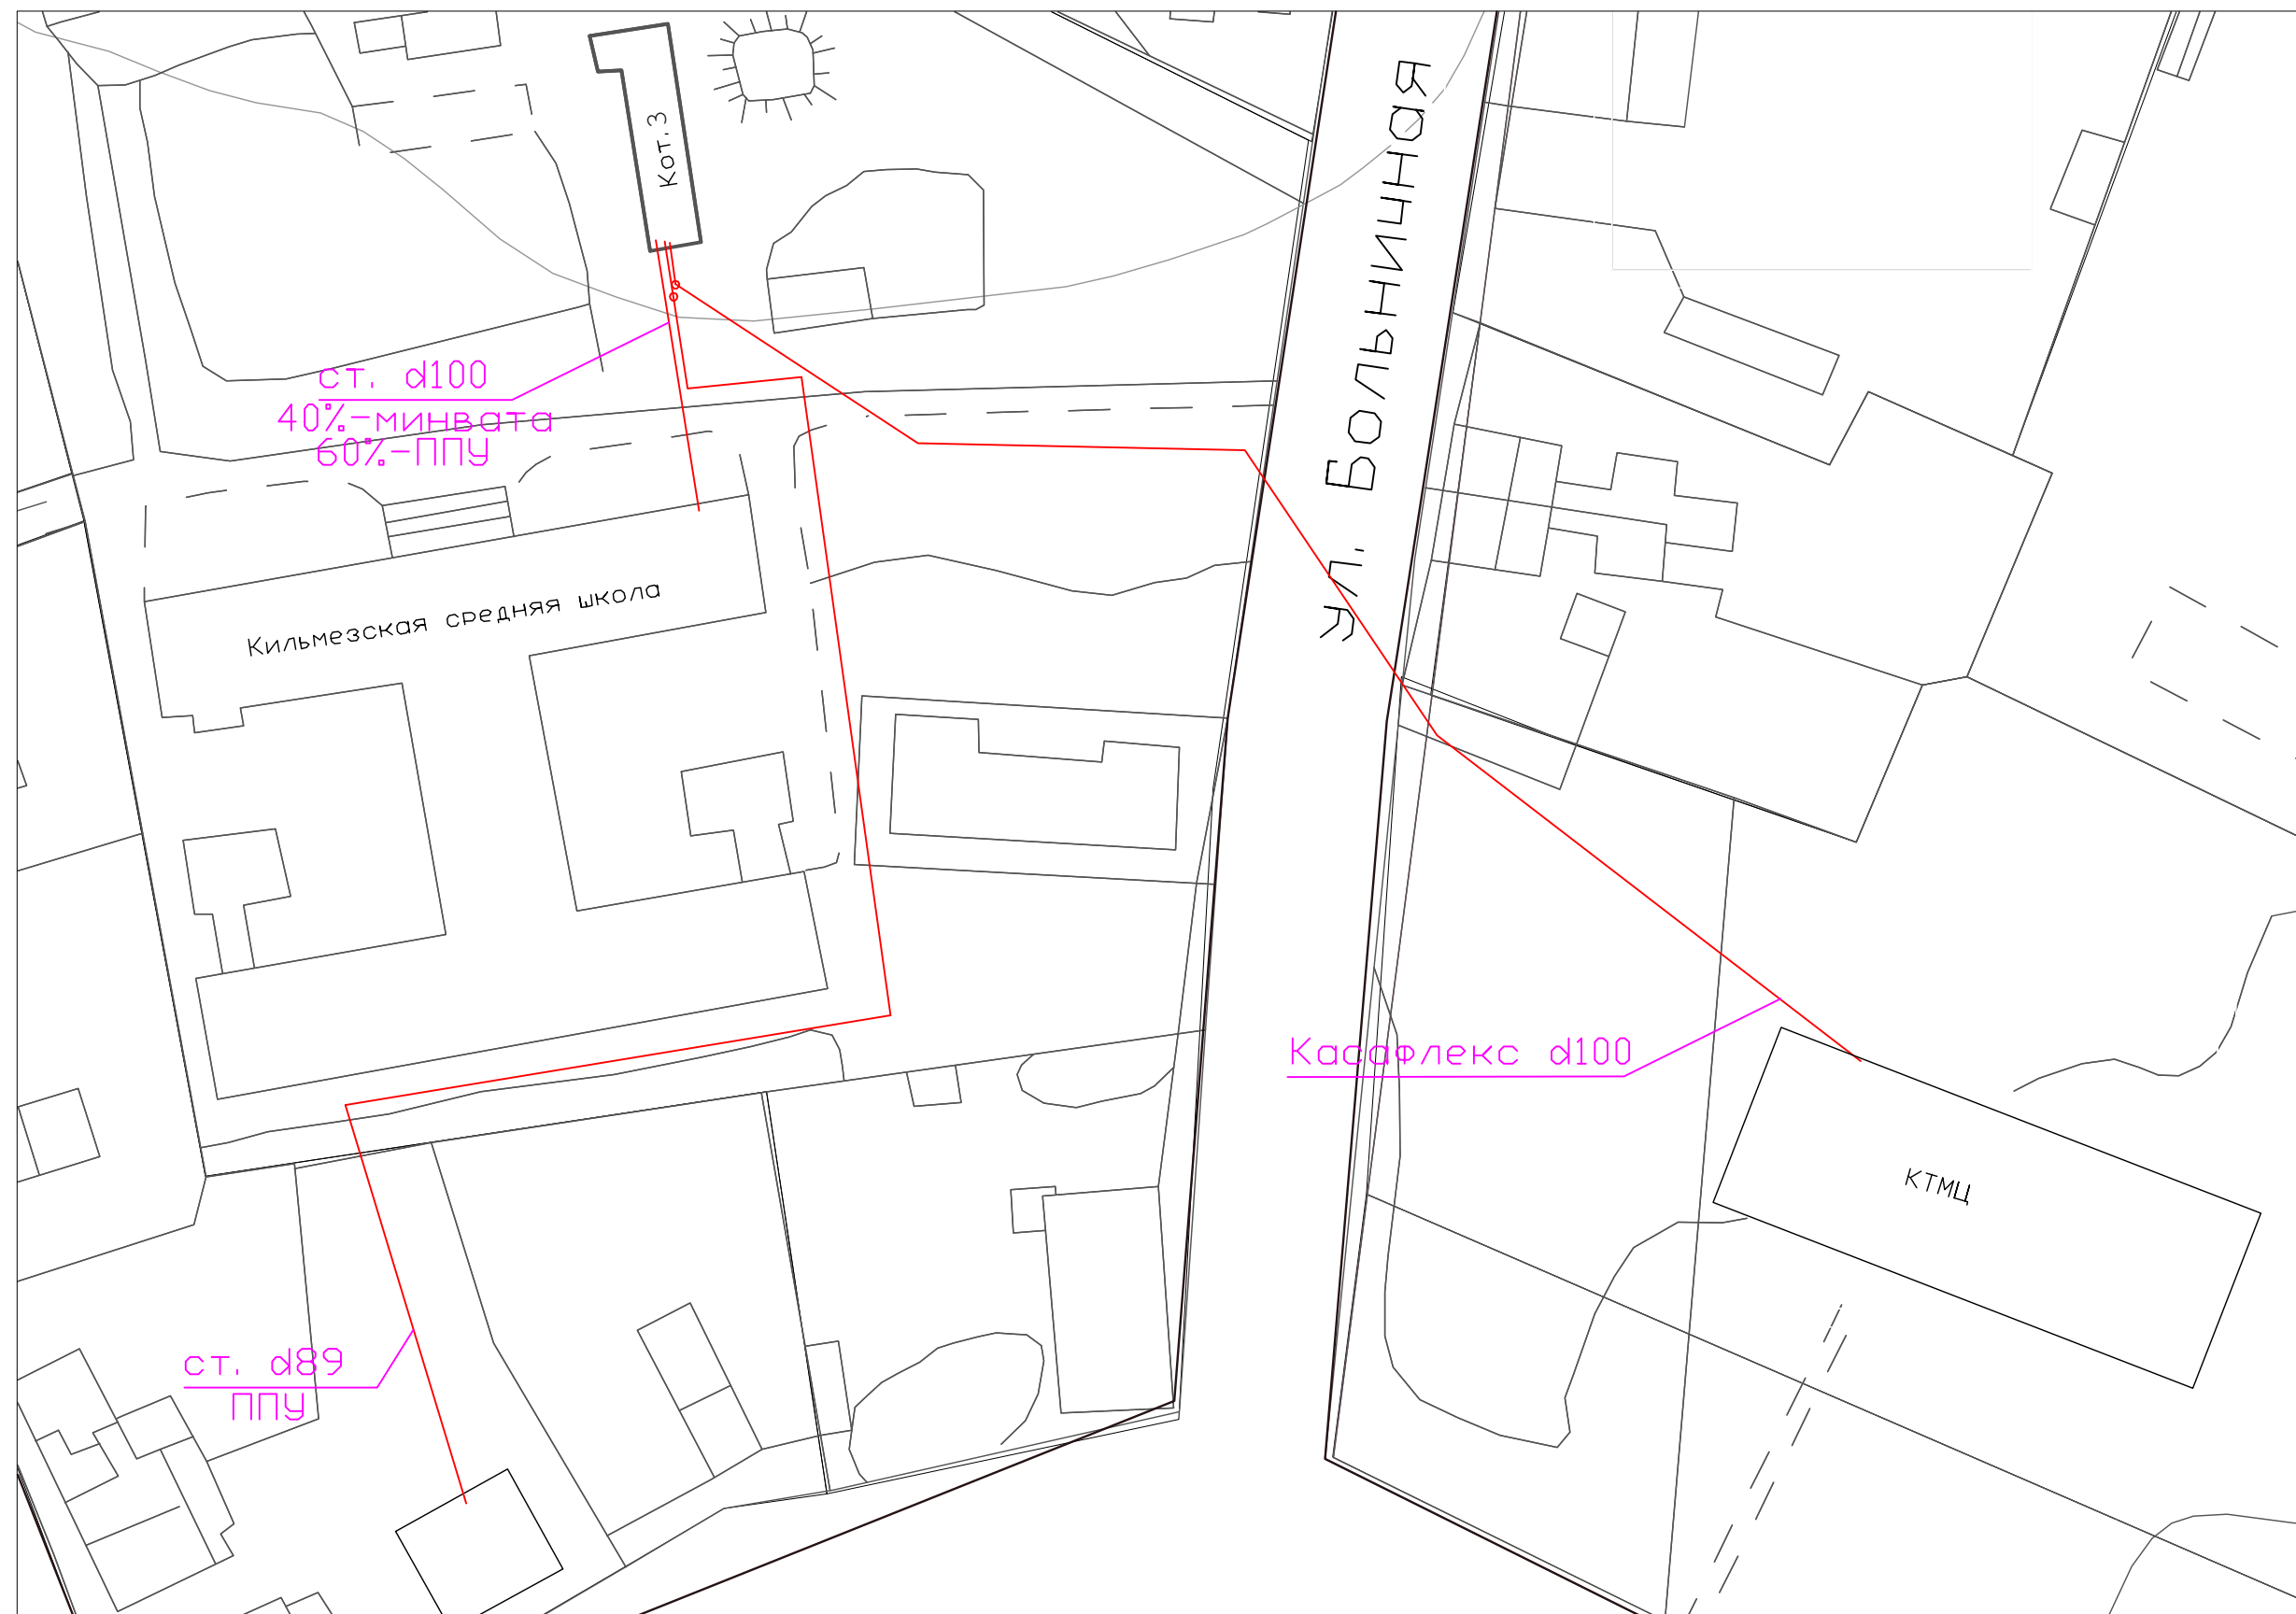 Кот.3
ул. Больничная
ст. d100
40%-минвата
60%-ППУ
Кильмезская средняя школа
Касафлекс d100
КТМЦ
ст. d89
ППУ